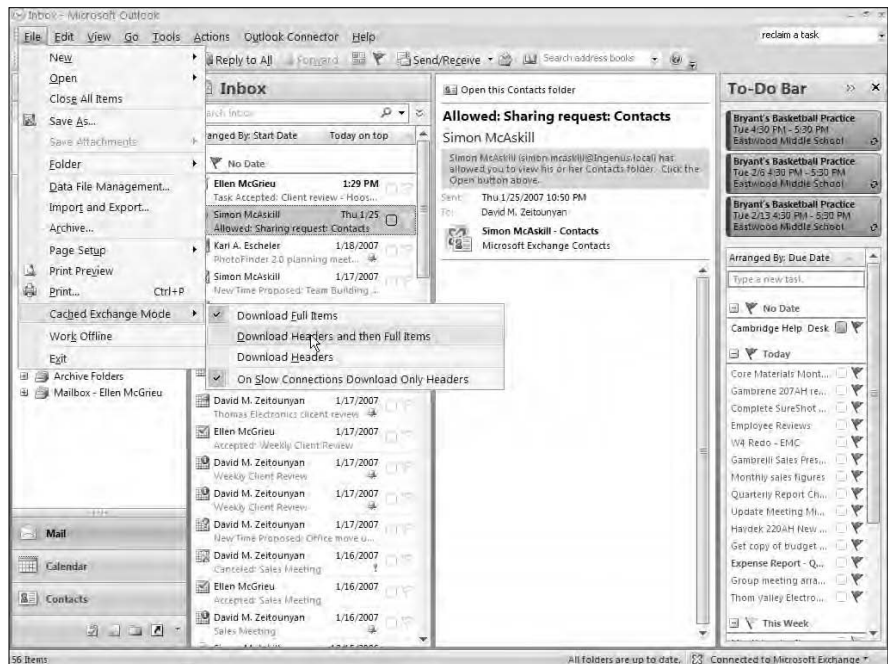 Inbox - Microsoft Outlook
File Edit View Go Tools Actions Outlook Connector Help
reclaim a task
New
Open
Close All Items
Save As...
Save Attachments
Folder
Data File Management...
Import and Export...
Archive...
Page Setup
Print Preview
Print... Ctrl+P
Cached Exchange Mode
Work Offline
Exit
Download Full Items
Download Headers and then Full Items
Download Headers
On Slow Connections Download Only Headers
Archive Folders
Mailbox - Ellen McGrieu
Mail
Calendar
Contacts
Reply to All Forward Send/Receive Search address books
Inbox
Search Inbox
Arranged By: Start Date Today on top
No Date
Ellen McGrieu 1:29 PM
Task Accepted: Client review - Hoos...
Simon McAskill Thu 1/25
Allowed: Sharing request: Contacts
Kari A. Escheler 1/18/2007
PhotoFinder 2.0 planning meet...
Simon McAskill 1/17/2007
New Time Proposed: Team Building ...
David M. Zeitounyan 1/17/2007
Thomas Electronics clicent review
Ellen McGrieu 1/17/2007
Accepted: Weekly Client Review
David M. Zeitounyan 1/17/2007
Weekly Client Review
David M. Zeitounyan 1/17/2007
Weekly Client Review
David M. Zeitounyan 1/17/2007
New Time Proposed: Office move u...
David M. Zeitounyan 1/16/2007
Canceled: Sales Meeting
Ellen McGrieu 1/16/2007
Accepted: Sales Meeting
David M. Zeitounyan 1/16/2007
Sales Meeting
Open this Contacts folder
Allowed: Sharing request: Contacts
Simon McAskill
Simon McAskill (simon.mcaskill@Ingenus.local) has
allowed you to view his or her Contacts folder. Click the
Open button above.
Sent: Thu 1/25/2007 10:50 PM
To: David M. Zeitounyan
Simon McAskill - Contacts
Microsoft Exchange Contacts
To-Do Bar
Bryant's Basketball Practice
Tue 4:30 PM - 5:30 PM
Eastwood Middle School
Bryant's Basketball Practice
Tue 2/6 4:30 PM - 5:30 PM
Eastwood Middle School
Bryant's Basketball Practice
Tue 2/13 4:30 PM - 5:30 PM
Eastwood Middle School
Arranged By: Due Date
Type a new task
No Date
Cambridge Help Desk
Today
Core Materials Mont...
Gambrene 207AH re...
Complete SureShot ...
Employee Reviews
W4 Redo - EMC
Gambrelli Sales Pres...
Monthly sales figures
Quarterly Report Ch...
Update Meeting Mi...
Haydek 220AH New ...
Get copy of budget ...
Expense Report - Q...
Group meeting arra...
Thom Valley Electro...
This Week
56 Items
All folders are up to date. Connected to Microsoft Exchange